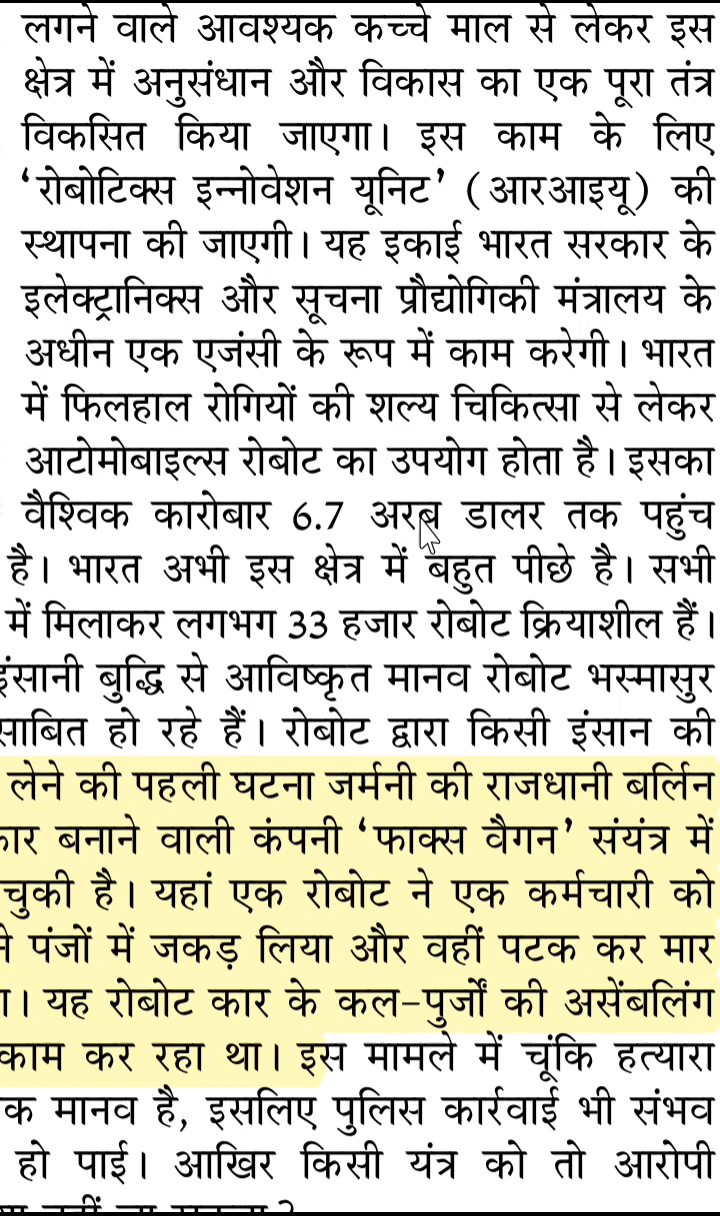 लगने वाले आवश्यक कच्चे माल से लेकर इस
क्षेत्र में अनुसंधान और विकास का एक पूरा तंत्र
विकसित किया जाएगा। इस काम के लिए
‘रोबोटिक्स इन्नोवेशन यूनिट’ (आरआइयू) की
स्थापना की जाएगी। यह इकाई भारत सरकार के
इलेक्ट्रानिक्स और सूचना प्रौद्योगिकी मंत्रालय के
अधीन एक एजंसी के रूप में काम करेगी। भारत
में फिलहाल रोगियों की शल्य चिकित्सा से लेकर
आटोमोबाइल्स रोबोट का उपयोग होता है। इसका
वैश्विक कारोबार 6.7 अरब डालर तक पहुंच
है। भारत अभी इस क्षेत्र में बहुत पीछे है। सभी
में मिलाकर लगभग 33 हजार रोबोट क्रियाशील हैं।
इंसानी बुद्धि से आविष्कृत मानव रोबोट भस्मासुर
साबित हो रहे हैं। रोबोट द्वारा किसी इंसान की
लेने की पहली घटना जर्मनी की राजधानी बर्लिन
कार बनाने वाली कंपनी ‘फाक्स वैगन’ संयंत्र में
चुकी है। यहां एक रोबोट ने एक कर्मचारी को
पंजों में जकड़ लिया और वहीं पटक कर मार
। यह रोबोट कार के कल-पुर्जों की असेंबलिंग
काम कर रहा था। इस मामले में चूंकि हत्यारा
क मानव है, इसलिए पुलिस कार्रवाई भी संभव
हो पाई। आखिर किसी यंत्र को तो आरोपी